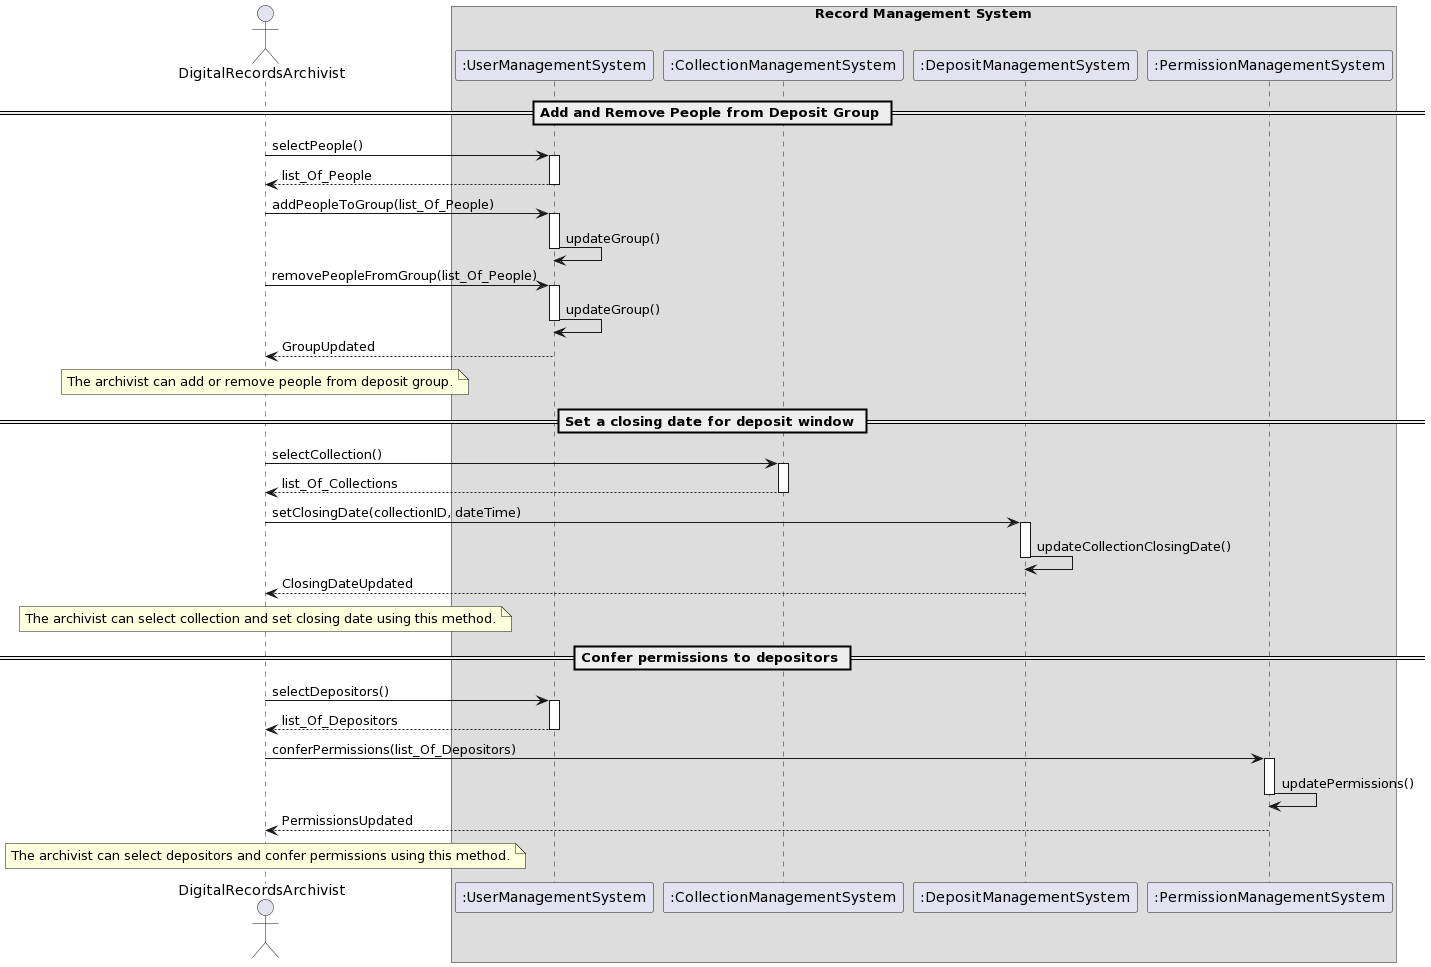 Record Management System
DigitalRecordsArchivist
:UserManagementSystem
:CollectionManagementSystem
:DepositManagementSystem
:PermissionManagementSystem
Add and Remove People from Deposit Group
selectPeople()
list_Of_People
addPeopleToGroup(list_Of_People)
updateGroup()
removePeopleFromGroup(list_Of_People)
updateGroup()
GroupUpdated
The archivist can add or remove people from deposit group.
Set a closing date for deposit window
selectCollection()
list_Of_Collections
setClosingDate(collectionID, dateTime)
updateCollectionClosingDate()
ClosingDateUpdated
The archivist can select collection and set closing date using this method.
Confer permissions to depositors
selectDepositors()
list_Of_Depositors
conferPermissions(list_Of_Depositors)
updatePermissions()
PermissionsUpdated
The archivist can select depositors and confer permissions using this method.
DigitalRecordsArchivist
:UserManagementSystem
:CollectionManagementSystem
:DepositManagementSystem
:PermissionManagementSystem